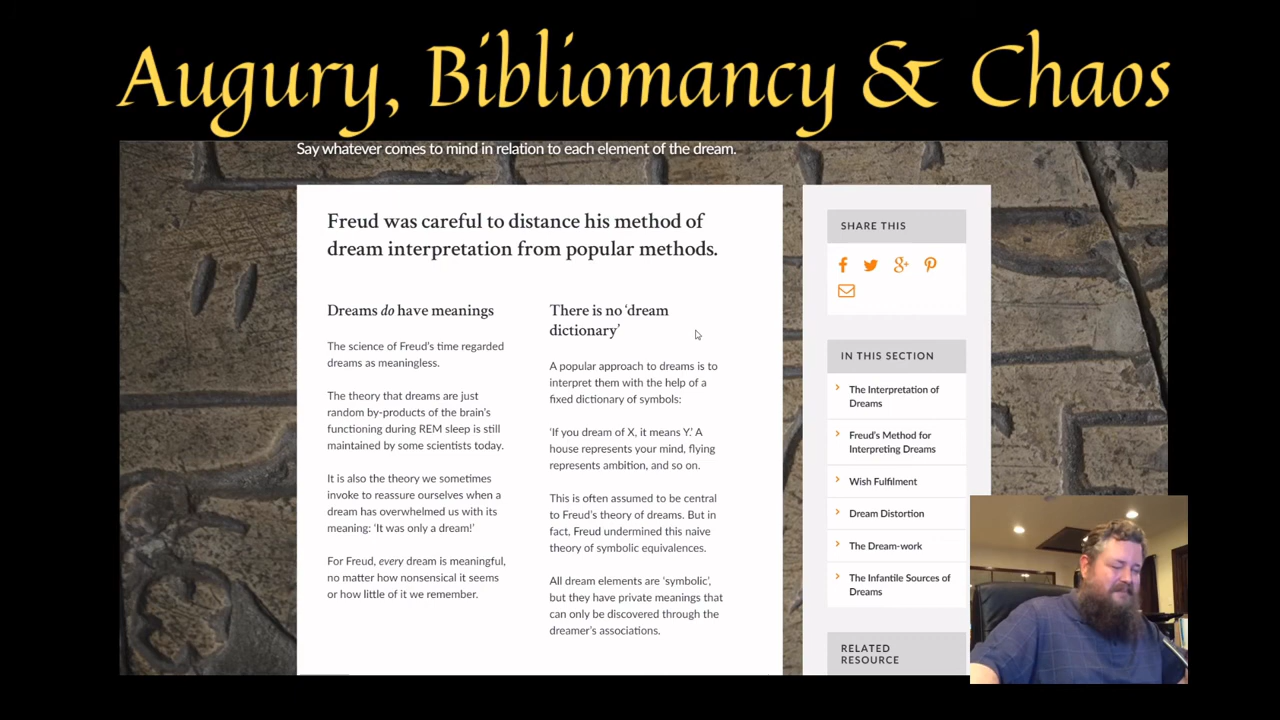 Augury, Bibliomancy & Chaos
Say whatever comes to mind in relation to each element of the dream.
Freud was careful to distance his method of
dream interpretation from popular methods.
Dreams do have meanings
The science of Freud's time regarded
dreams as meaningless.
The theory that dreams are just
random by-products of the brain's
functioning during REM sleep is still
maintained by some scientists today.
It is also the theory we sometimes
invoke to reassure ourselves when a
dream has overwhelmed us with its
meaning: 'It was only a dream!'
For Freud, every dream is meaningful,
no matter how nonsensical it seems
or how little of it we remember.
There is no 'dream
dictionary'
A popular approach to dreams is to
interpret them with the help of a
fixed dictionary of symbols:
'If you dream of X, it means Y.' A
house represents your mind, flying
represents ambition, and so on.
This is often assumed to be central
to Freud's theory of dreams. But in
fact, Freud undermined this naive
theory of symbolic equivalences.
All dream elements are 'symbolic',
but they have private meanings that
can only be discovered through the
dreamer's associations.
SHARE THIS
IN THIS SECTION
The Interpretation of
Dreams
Freud's Method for
Interpreting Dreams
Wish Fulfilment
Dream Distortion
The Dream-work
The Infantile Sources of
Dreams
RELATED
RESOURCE